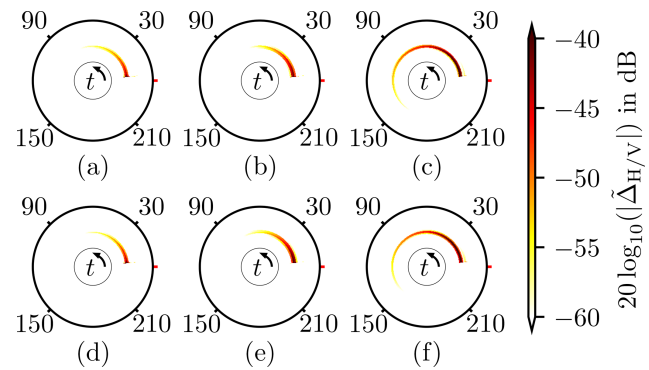 90 30 90 30 90 30
t t t
150 210 150 210 150 210
(a) (b) (c)
90 30 90 30 90 30
t t t
150 210 150 210 150 210
(d) (e) (f)
−40
−45
−50
−55
−60
20 log₁₀(|Δ̃_H/V|) in dB